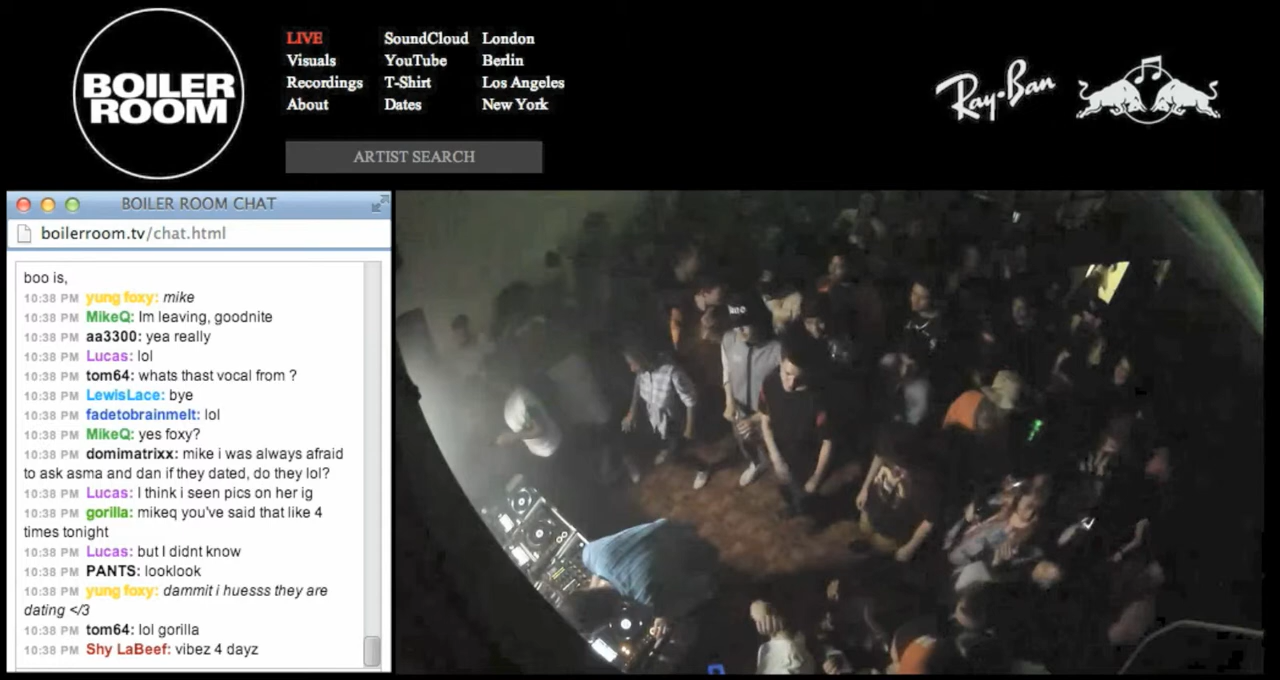 BOILER
ROOM
LIVE
Visuals
Recordings
About
SoundCloud
YouTube
T-Shirt
Dates
London
Berlin
Los Angeles
New York
ARTIST SEARCH
Ray-Ban
BOILER ROOM CHAT
boilerroom.tv/chat.html
boo is,
10:38 PM yung foxy: mike
10:38 PM MikeQ: Im leaving, goodnite
10:38 PM aa3300: yea really
10:38 PM Lucas: lol
10:38 PM tom64: whats thast vocal from ?
10:38 PM LewisLace: bye
10:38 PM fadetobrainmelt: lol
10:38 PM MikeQ: yes foxy?
10:38 PM domimatrixx: mike i was always afraid
to ask asma and dan if they dated, do they lol?
10:38 PM Lucas: I think i seen pics on her ig
10:38 PM gorilla: mikeq you've said that like 4
times tonight
10:38 PM Lucas: but I didnt know
10:38 PM PANTS: looklook
10:38 PM yung foxy: dammit i huesss they are
dating </3
10:38 PM tom64: lol gorilla
10:38 PM Shy LaBeef: vibez 4 dayz